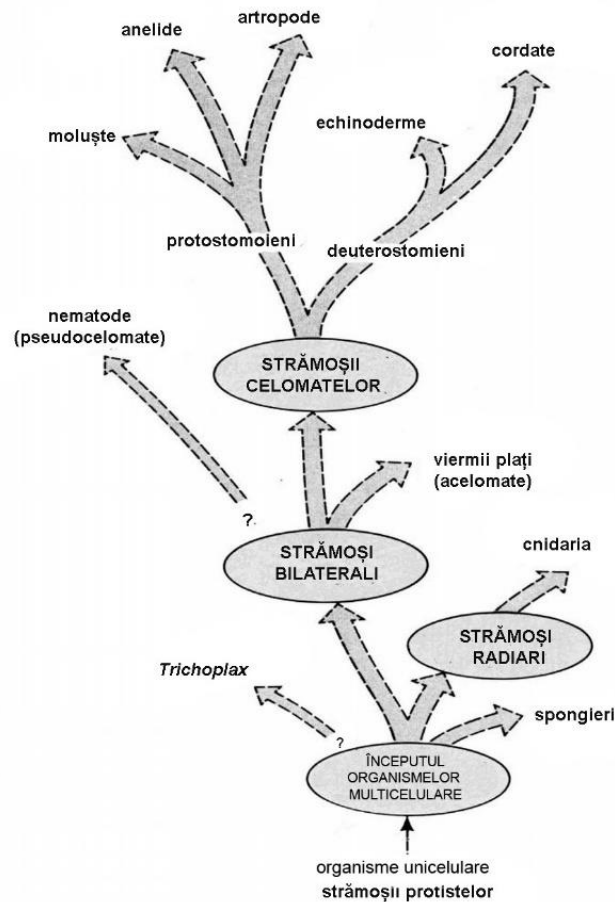 artropode
anelide
cordate
echinoderme
moluște
protostomoieni
deuterostomieni
nematode
(pseudocelomate)
STRĂMOȘII
CELOMATELOR
viermii plați
(acelomate)
?
STRĂMOȘI
BILATERALI
cnidaria
STRĂMOȘI
RADIARI
Trichoplax
spongieri
?
ÎNCEPUTUL
ORGANISMELOR
MULTICELULARE
organisme unicelulare
strămoșii protistelor